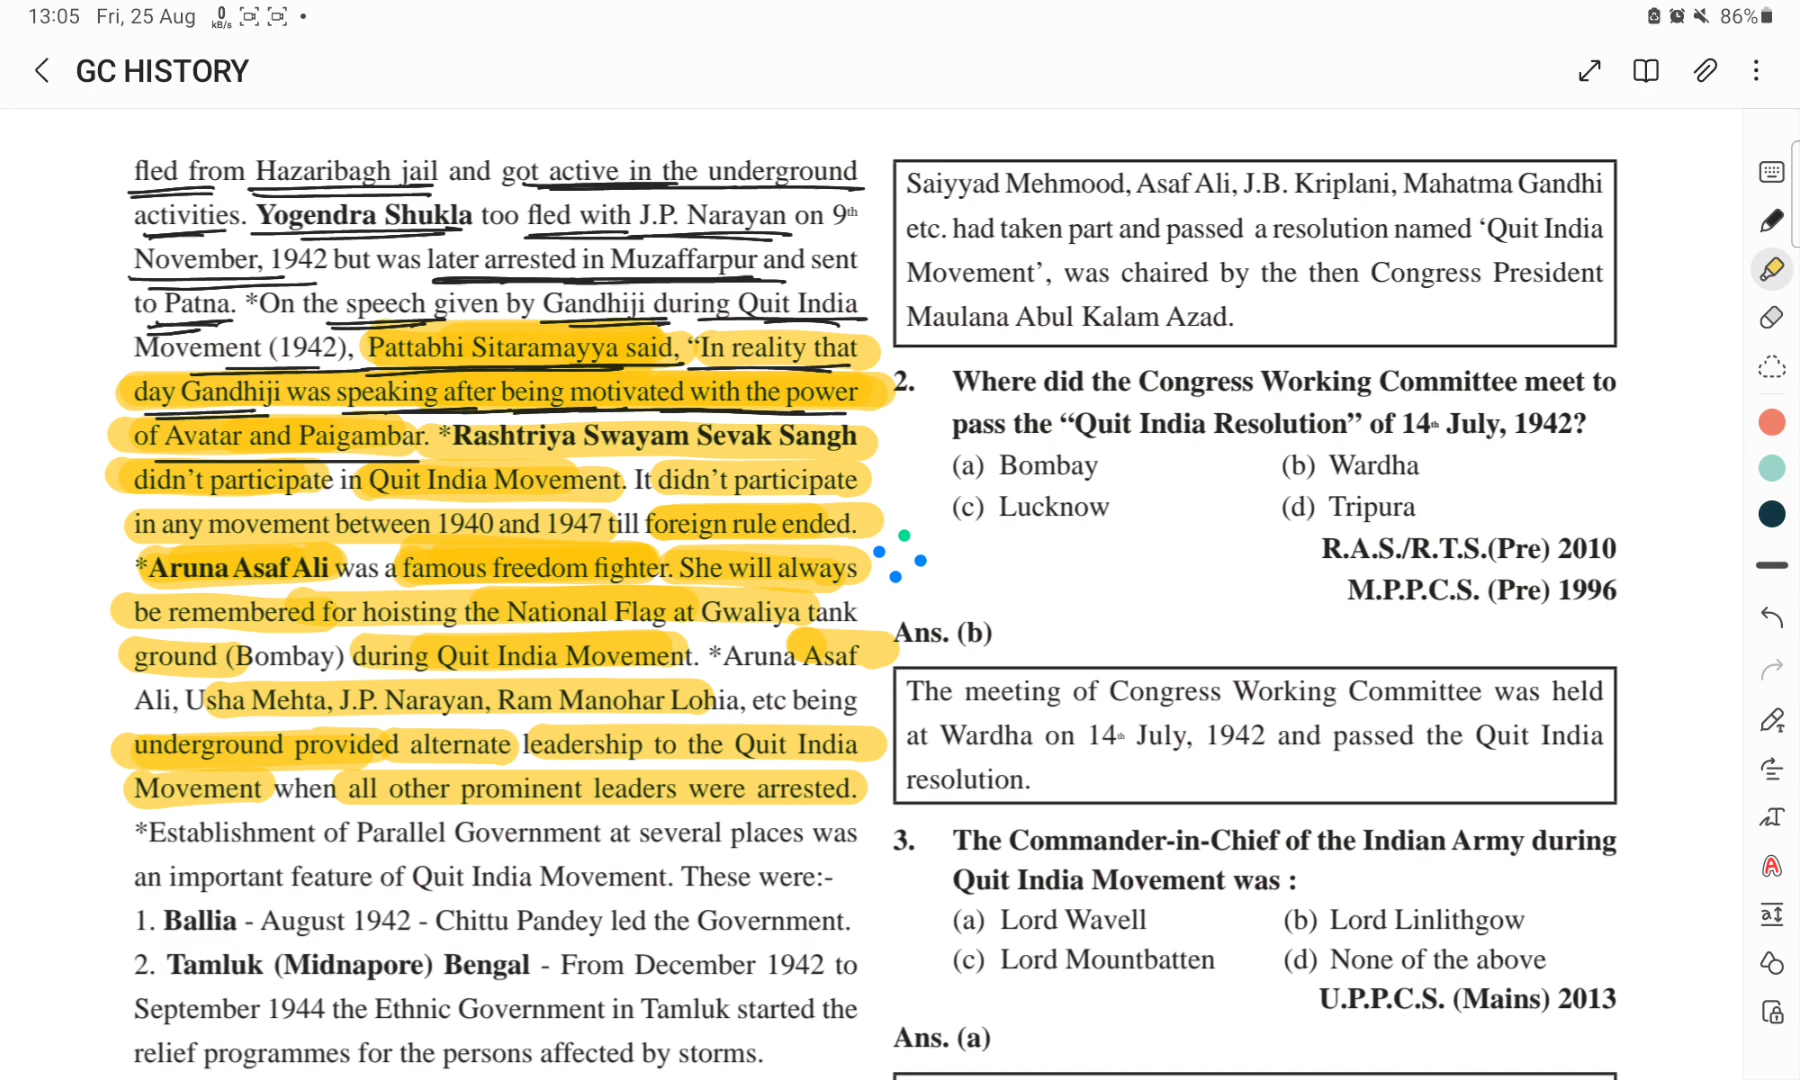 13:05 Fri, 25 Aug 0 kB/s 86%
GC HISTORY
fled from Hazaribagh jail and got active in the underground
activities. Yogendra Shukla too fled with J.P. Narayan on 9th
November, 1942 but was later arrested in Muzaffarpur and sent
to Patna. *On the speech given by Gandhiji during Quit India
Movement (1942), Pattabhi Sitaramayya said, “In reality that
day Gandhiji was speaking after being motivated with the power
of Avatar and Paigambar. *Rashtriya Swayam Sevak Sangh
didn’t participate in Quit India Movement. It didn’t participate
in any movement between 1940 and 1947 till foreign rule ended.
*Aruna Asaf Ali was a famous freedom fighter. She will always
be remembered for hoisting the National Flag at Gwaliya tank
ground (Bombay) during Quit India Movement. *Aruna Asaf
Ali, Usha Mehta, J.P. Narayan, Ram Manohar Lohia, etc being
underground provided alternate leadership to the Quit India
Movement when all other prominent leaders were arrested.
*Establishment of Parallel Government at several places was
an important feature of Quit India Movement. These were:-
1. Ballia - August 1942 - Chittu Pandey led the Government.
2. Tamluk (Midnapore) Bengal - From December 1942 to
September 1944 the Ethnic Government in Tamluk started the
relief programmes for the persons affected by storms.
Saiyyad Mehmood, Asaf Ali, J.B. Kriplani, Mahatma Gandhi
etc. had taken part and passed a resolution named ‘Quit India
Movement’, was chaired by the then Congress President
Maulana Abul Kalam Azad.
2. Where did the Congress Working Committee meet to
pass the “Quit India Resolution” of 14th July, 1942?
(a) Bombay (b) Wardha
(c) Lucknow (d) Tripura
R.A.S./R.T.S.(Pre) 2010
M.P.P.C.S. (Pre) 1996
Ans. (b)
The meeting of Congress Working Committee was held
at Wardha on 14th July, 1942 and passed the Quit India
resolution.
3. The Commander-in-Chief of the Indian Army during
Quit India Movement was :
(a) Lord Wavell (b) Lord Linlithgow
(c) Lord Mountbatten (d) None of the above
U.P.P.C.S. (Mains) 2013
Ans. (a)